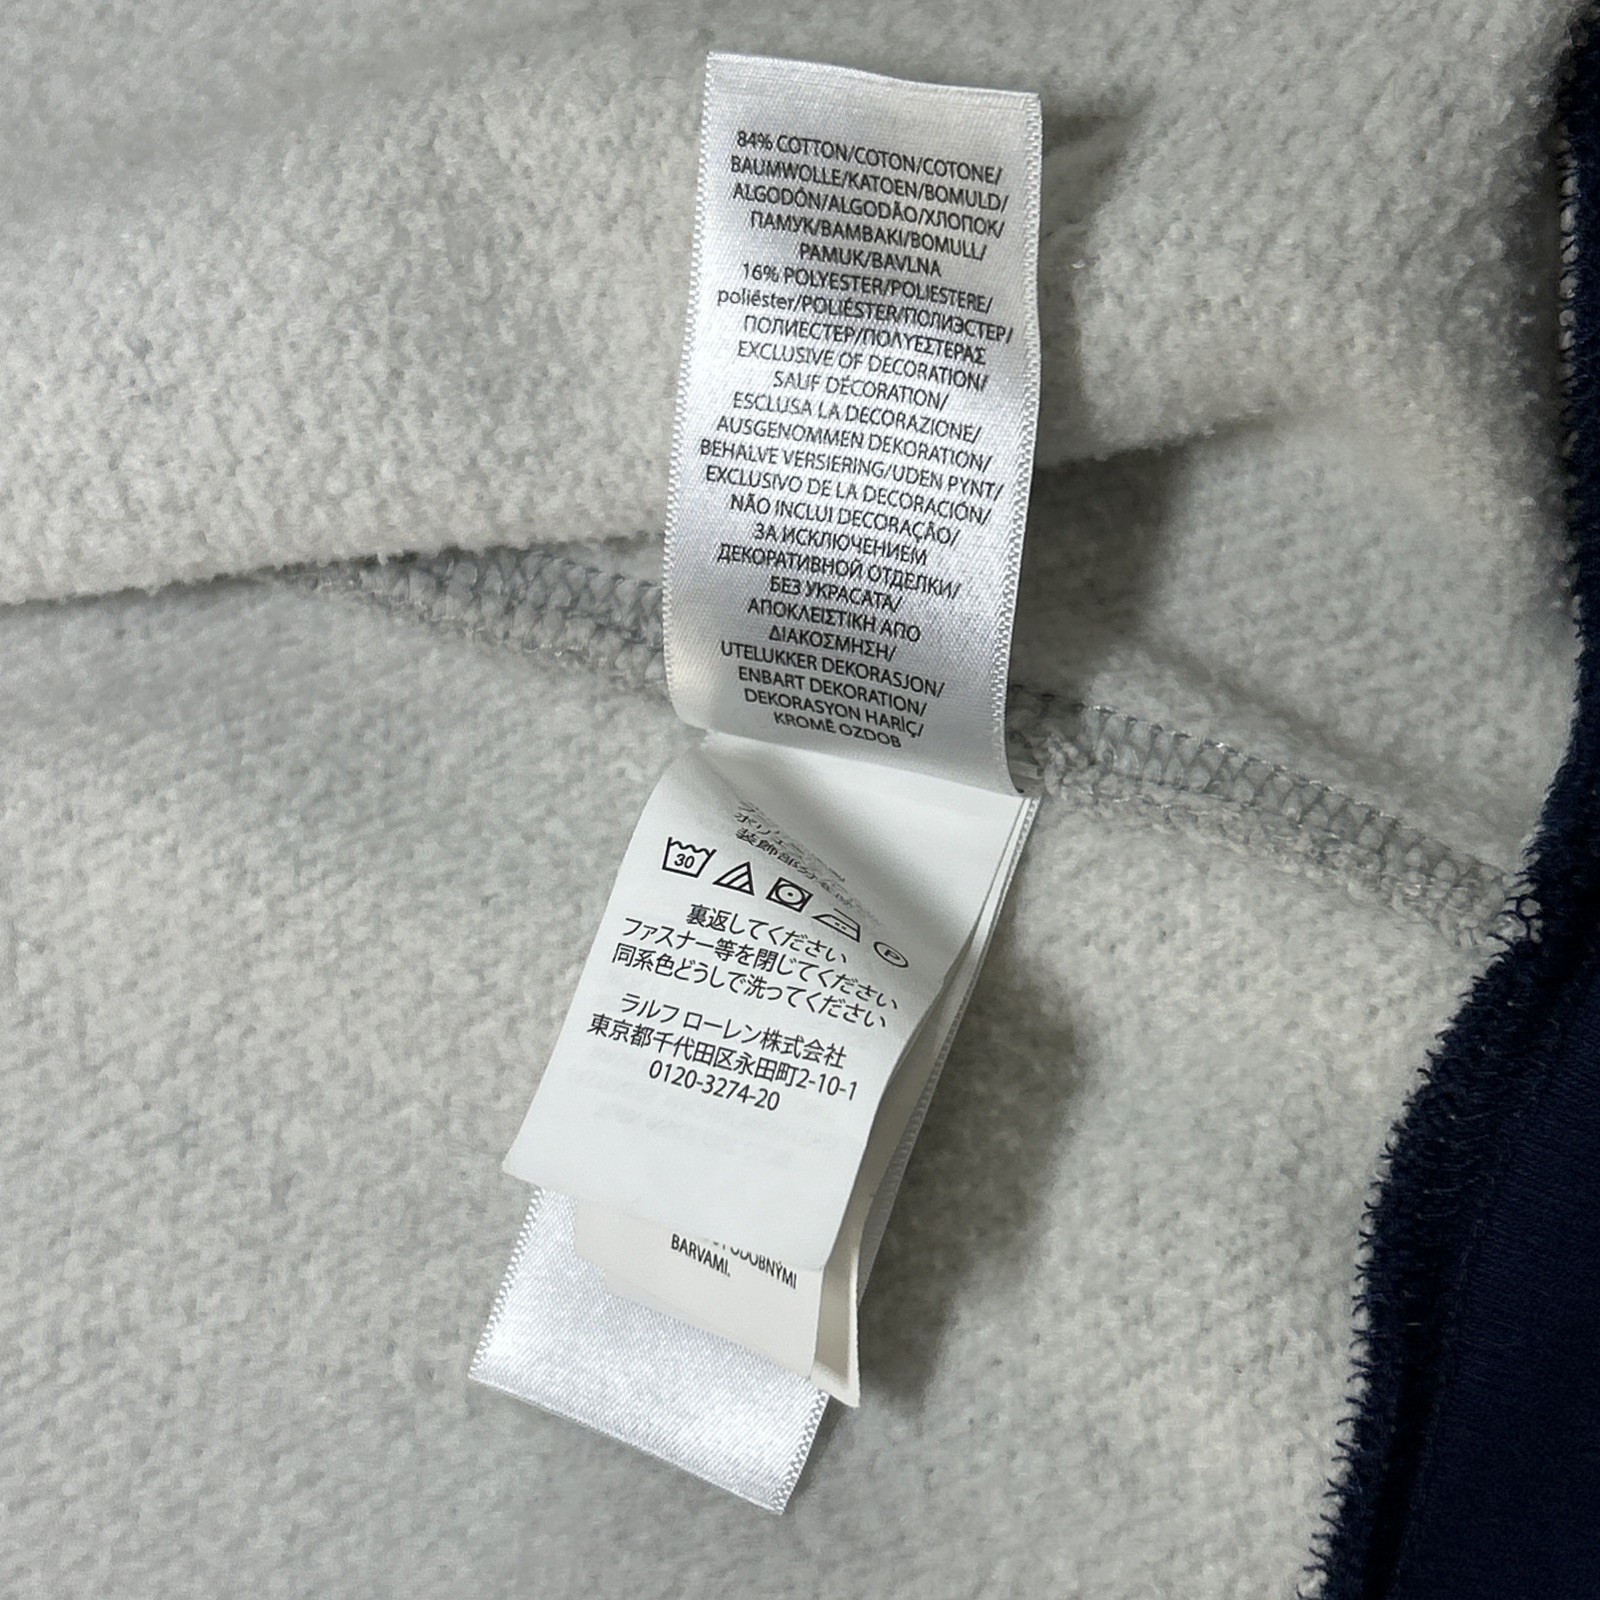 84% COTTON/COTON/COTONE/
BAUMWOLLE/KATOEN/BOMULD/
ALGODÓN/ALGODÃO/ХЛОПОК/
ПАМУК/BAMBAKI/BOMULL/
PAMUK/BAVLNA
16% POLYESTER/POLIESTERE/
poliéster/POLIÉSTER/ПОЛИЭСТЕР/
ПОЛИЕСТЕР/ΠΟΛΥΕΣΤΕΡΑΣ
EXCLUSIVE OF DECORATION/
SAUF DÉCORATION/
ESCLUSA LA DECORAZIONE/
AUSGENOMMEN DEKORATION/
BEHALVE VERSIERING/UDEN PYNT/
EXCLUSIVO DE LA DECORACIÓN/
NÃO INCLUI DECORAÇÃO/
ЗА ИСКЛЮЧЕНИЕМ
ДЕКОРАТИВНОЙ ОТДЕЛКИ/
БЕЗ УКРАСАТА/
ΑΠΟΚΛΕΙΣΤΙΚΗ ΑΠΟ
ΔΙΑΚΟΣΜΗΣΗ/
UTELUKKER DEKORASJON/
ENBART DEKORATION/
DEKORASYON HARİÇ/
KROMĚ OZDOB
30
P
裏返してください
ファスナー等を閉じてください
同系色どうしで洗ってください
ラルフ ローレン株式会社
東京都千代田区永田町2-10-1
0120-3274-20
BARVAMI.